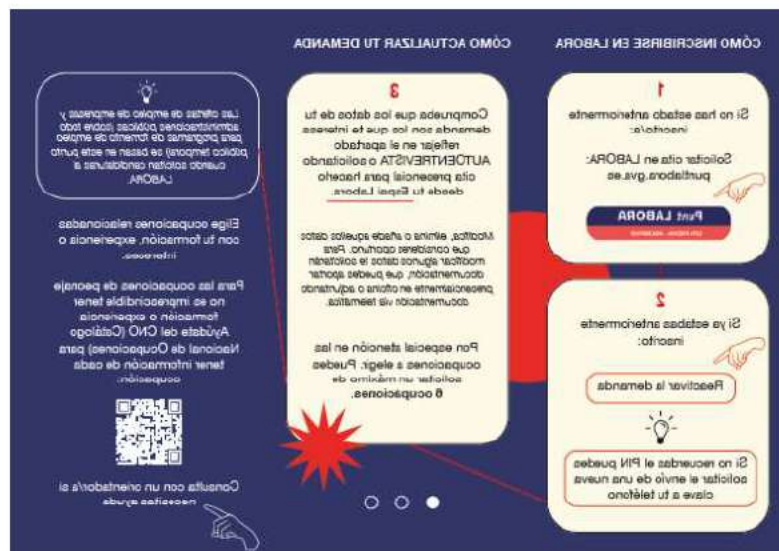 CÓMO INSCRIBIRSE EN LABORA
1
Si no has estado anteriormente
inscrito/a:
Solicitar cita en LABORA:
puntlabora.gva.es
Punt LABORA
2
Si ya estabas anteriormente
inscrito:
Reactivar la demanda
Si no recuerdas el PIN puedes
solicitar el envío de una nueva
clave a tu teléfono
CÓMO ACTUALIZAR TU DEMANDA
3
Comprueba que los datos de tu
demanda son los que te interesa
reflejar en el apartado
AUTOENTREVISTA o solicitando
cita presencial para hacerlo
desde tu Espai Labora.
Modifica, elimina o añade aquellos datos
que consideres oportuno. Para
modificar algunos datos te solicitarán
documentación, que puedes aportar
presencialmente en oficina o adjuntando
documentación vía telemática.
Pon especial atención en las
ocupaciones a elegir. Puedes
solicitar un máximo de
6 ocupaciones.
Las ofertas de empleo de empresas y
administraciones públicas (sobre todo
para programas de fomento de empleo
público temporal) se basan en este punto
cuando solicitan candidaturas a
LABORA.
Elige ocupaciones relacionadas
con tu formación, experiencia o
intereses.
Para las ocupaciones de peonaje
no es imprescindible tener
formación o experiencia
Ayúdate del CNO (Catálogo
Nacional de Ocupaciones) para
tener información de cada
ocupación:
Consulta con un orientador/a si
necesitas ayuda